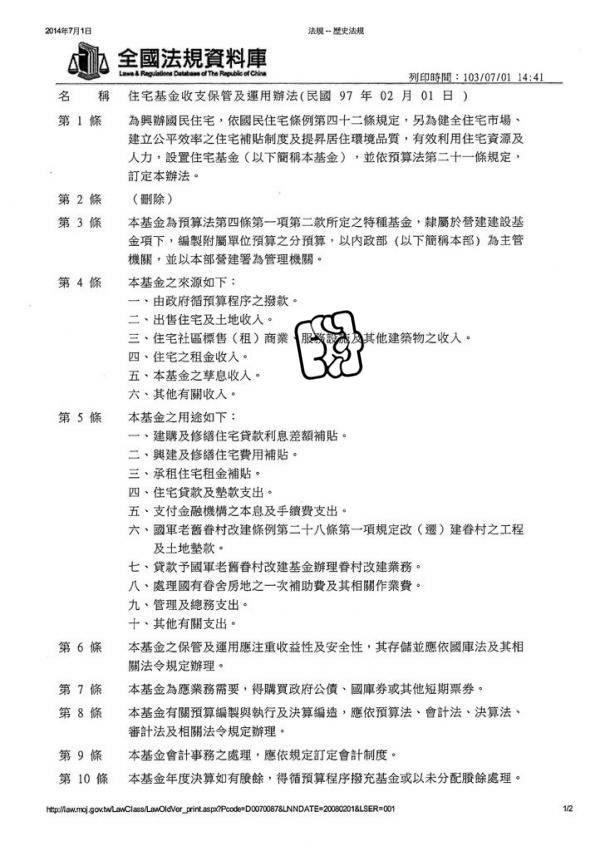 2014年7月1日 法規 -- 歷史法規
全國法規資料庫
Laws & Regulations Database of The Republic of China
列印時間：103/07/01 14:41
名 稱 住宅基金收支保管及運用辦法(民國 97 年 02 月 01 日 )
第 1 條 為興辦國民住宅，依國民住宅條例第四十二條規定，另為健全住宅市場、
建立公平效率之住宅補貼制度及提昇居住環境品質，有效利用住宅資源及
人力，設置住宅基金（以下簡稱本基金），並依預算法第二十一條規定，
訂定本辦法。
第 2 條 （刪除）
第 3 條 本基金為預算法第四條第一項第二款所定之特種基金，隸屬於營建建設基
金項下，編製附屬單位預算之分預算，以內政部 (以下簡稱本部) 為主管
機關，並以本部營建署為管理機關。
第 4 條 本基金之來源如下：
一、由政府循預算程序之撥款。
二、出售住宅及土地收入。
三、住宅社區標售（租）商業、服務設施及其他建築物之收入。
四、住宅之租金收入。
五、本基金之孳息收入。
六、其他有關收入。
第 5 條 本基金之用途如下：
一、建購及修繕住宅貸款利息差額補貼。
二、興建及修繕住宅費用補貼。
三、承租住宅租金補貼。
四、住宅貸款及墊款支出。
五、支付金融機構之本息及手續費支出。
六、國軍老舊眷村改建條例第二十八條第一項規定改（遷）建眷村之工程
及土地墊款。
七、貸款予國軍老舊眷村改建基金辦理眷村改建業務。
八、處理國有眷舍房地之一次補助費及其相關作業費。
九、管理及總務支出。
十、其他有關支出。
第 6 條 本基金之保管及運用應注重收益性及安全性，其存儲並應依國庫法及其相
關法令規定辦理。
第 7 條 本基金為應業務需要，得購買政府公債、國庫券或其他短期票券。
第 8 條 本基金有關預算編製與執行及決算編造，應依預算法、會計法、決算法、
審計法及相關法令規定辦理。
第 9 條 本基金會計事務之處理，應依規定訂定會計制度。
第 10 條 本基金年度決算如有賸餘，得循預算程序撥充基金或以未分配賸餘處理。
http://law.moj.gov.tw/LawClass/LawOldVer_print.aspx?Pcode=D0070087&LNNDATE=20080201&LSER=001 1/2